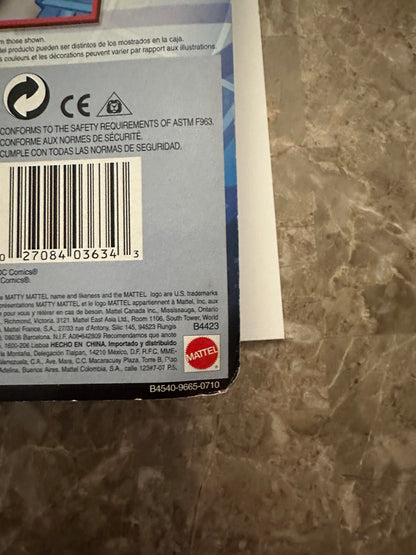 m those shown.
el producto pueden ser distintos de los mostrados en la caja.
couleurs et les décorations peuvent varier par rapport aux illustrations.
CE
CONFORMS TO THE SAFETY REQUIREMENTS OF ASTM F963.
CONFORME AUX NORMES DE SÉCURITÉ.
CUMPLE CON TODAS LAS NORMAS DE SEGURIDAD.
0 27084 03634 3
DC Comics®
Comics®.
MATTY MATTEL name and likeness and the MATTEL logo are U.S. trademarks
représentations MATTY MATTEL et le logo MATTEL appartiennent à Mattel, Inc. aux
pour vous y référer en cas de besoin. Mattel Canada Inc., Mississauga, Ontario
Richmond, Victoria. 3121. Mattel East Asia Ltd., Room 1106, South Tower, World
Mattel France, S.A., 27/33 rue d'Antony, Silic 145, 94523 Rungis
B4423
08036 Barcelona. N.I.F. A08-842809 Recomendamos que anote
1600-206 Lisboa HECHO EN CHINA. Importado y distribuido
Montaña, Delegación Tlalpan, 14210 México, D.F. R.F.C. MME-
Venezuela, C.A., Ave. Mara, C.C. Macaracuay Plaza, Torre B, Piso
Adelina, Buenos Aires. Mattel Colombia, S.A., calle 123#7-07 P.5,
MATTEL
B4540-9665-0710